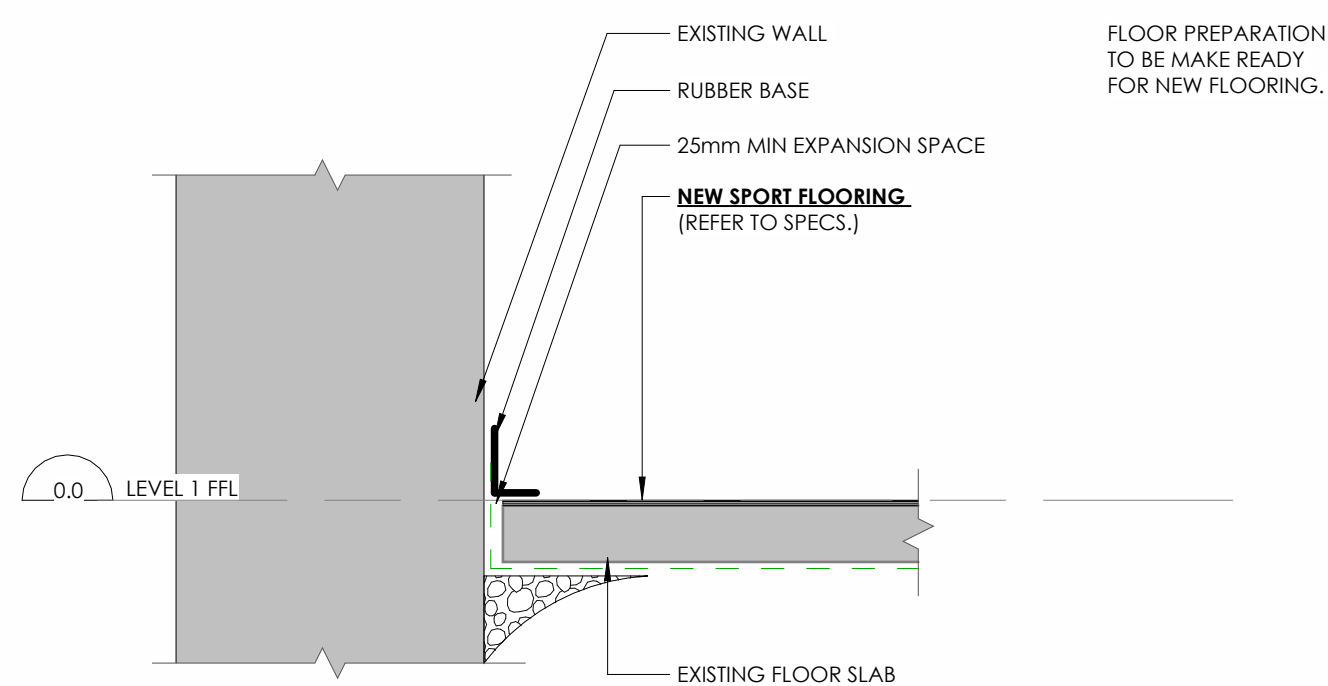 EXISTING WALL
RUBBER BASE
25mm MIN EXPANSION SPACE
NEW SPORT FLOORING
(REFER TO SPECS.)
FLOOR PREPARATION
TO BE MAKE READY
FOR NEW FLOORING.
0.0
LEVEL 1 FFL
EXISTING FLOOR SLAB